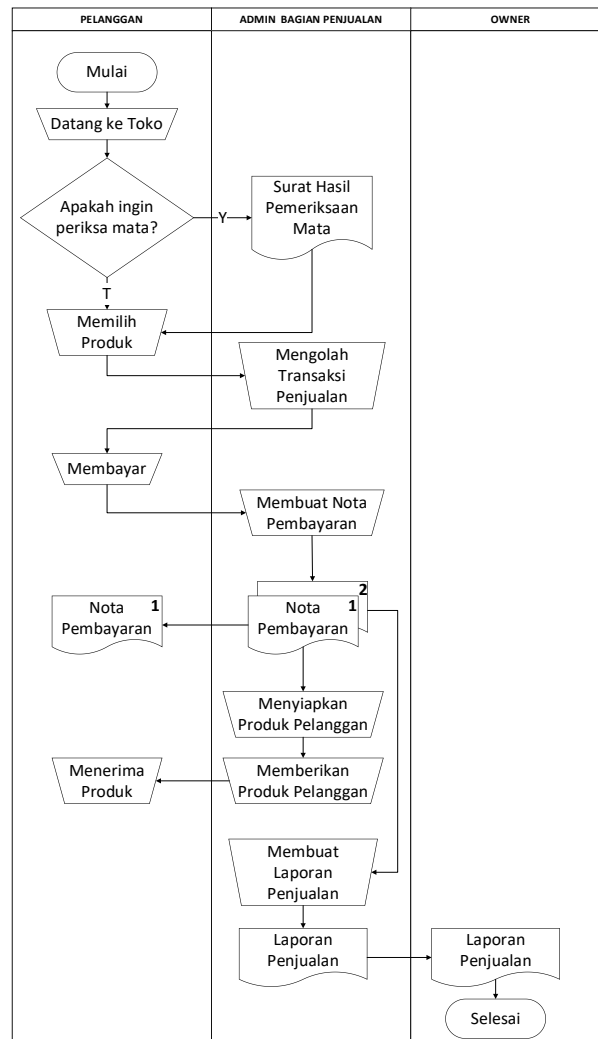 PELANGGAN
ADMIN BAGIAN PENJUALAN
OWNER
Mulai
Datang ke Toko
Apakah ingin
periksa mata?
Y
Surat Hasil
Pemeriksaan
Mata
T
Memilih
Produk
Mengolah
Transaksi
Penjualan
Membayar
Membuat Nota
Pembayaran
2
Nota 1
Pembayaran
Nota 1
Pembayaran
Menyiapkan
Produk Pelanggan
Menerima
Produk
Memberikan
Produk Pelanggan
Membuat
Laporan
Penjualan
Laporan
Penjualan
Laporan
Penjualan
Selesai